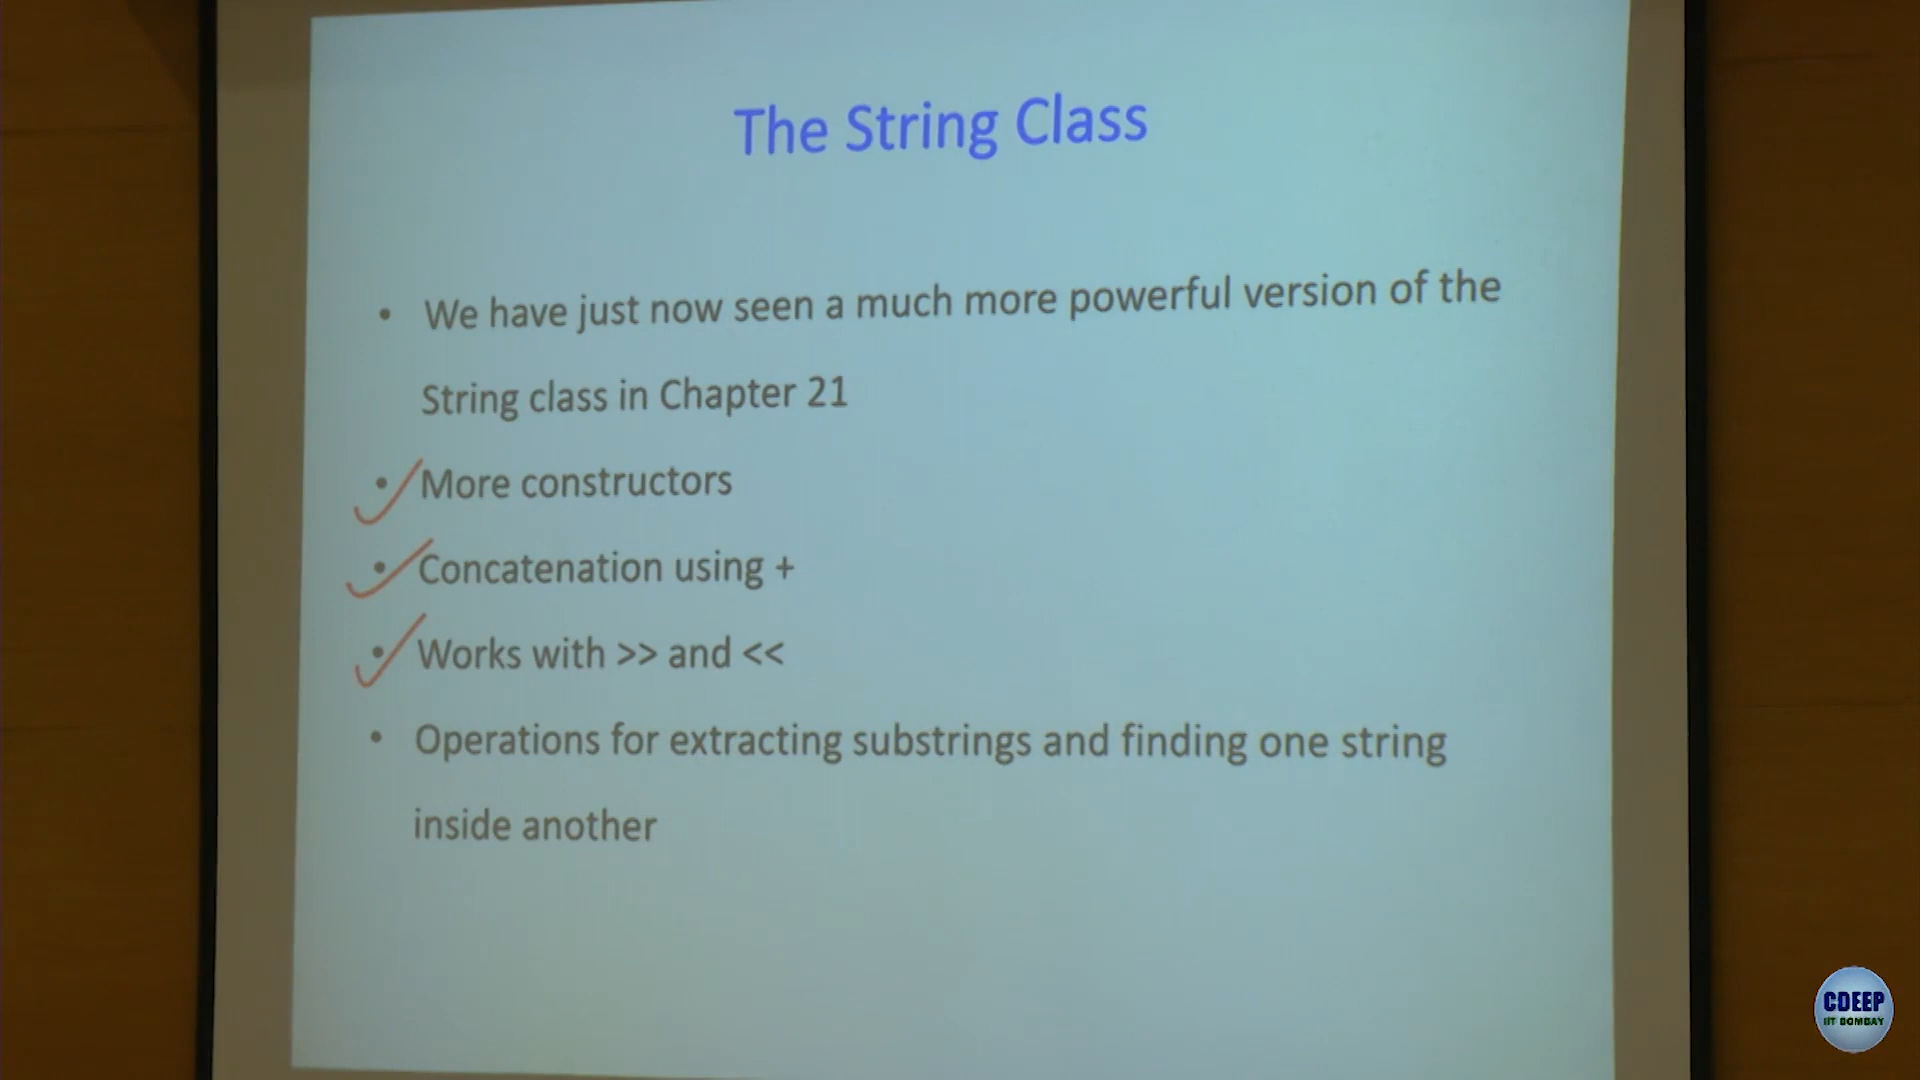 The String Class
• We have just now seen a much more powerful version of the
String class in Chapter 21
• More constructors
• Concatenation using +
• Works with >> and <<
• Operations for extracting substrings and finding one string
inside another
CDEEP
IIT BOMBAY